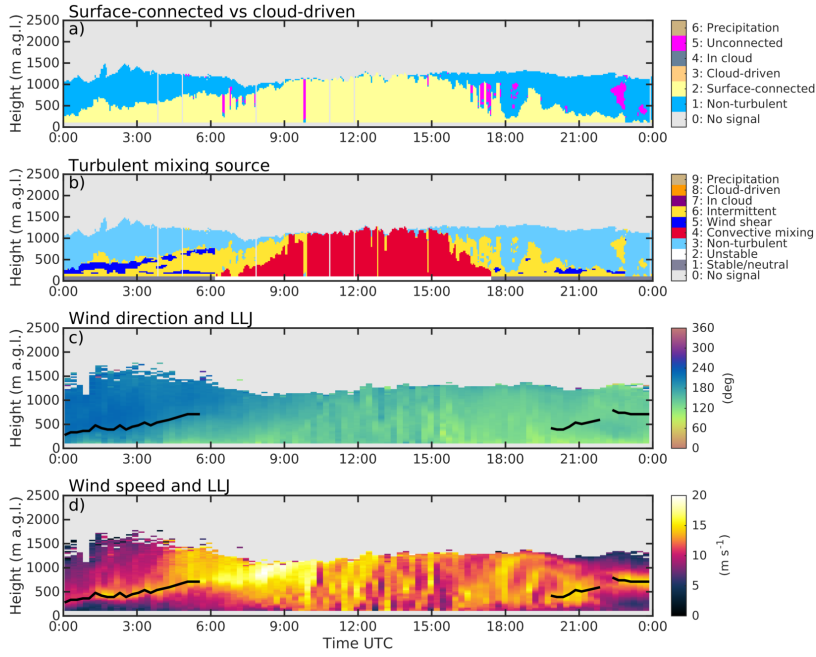 Surface-connected vs cloud-driven
a)
Height (m a.g.l.)
2500
2000
1500
1000
500
0
0:00 3:00 6:00 9:00 12:00 15:00 18:00 21:00 0:00
6: Precipitation
5: Unconnected
4: In cloud
3: Cloud-driven
2: Surface-connected
1: Non-turbulent
0: No signal
Turbulent mixing source
b)
Height (m a.g.l.)
2500
2000
1500
1000
500
0
0:00 3:00 6:00 9:00 12:00 15:00 18:00 21:00 0:00
9: Precipitation
8: Cloud-driven
7: In cloud
6: Intermittent
5: Wind shear
4: Convective mixing
3: Non-turbulent
2: Unstable
1: Stable/neutral
0: No signal
Wind direction and LLJ
c)
Height (m a.g.l.)
2500
2000
1500
1000
500
0
0:00 3:00 6:00 9:00 12:00 15:00 18:00 21:00 0:00
360
300
240
180
120
60
0
(deg)
Wind speed and LLJ
d)
Height (m a.g.l.)
2500
2000
1500
1000
500
0
0:00 3:00 6:00 9:00 12:00 15:00 18:00 21:00 0:00
Time UTC
20
15
10
5
0
(m s⁻¹)